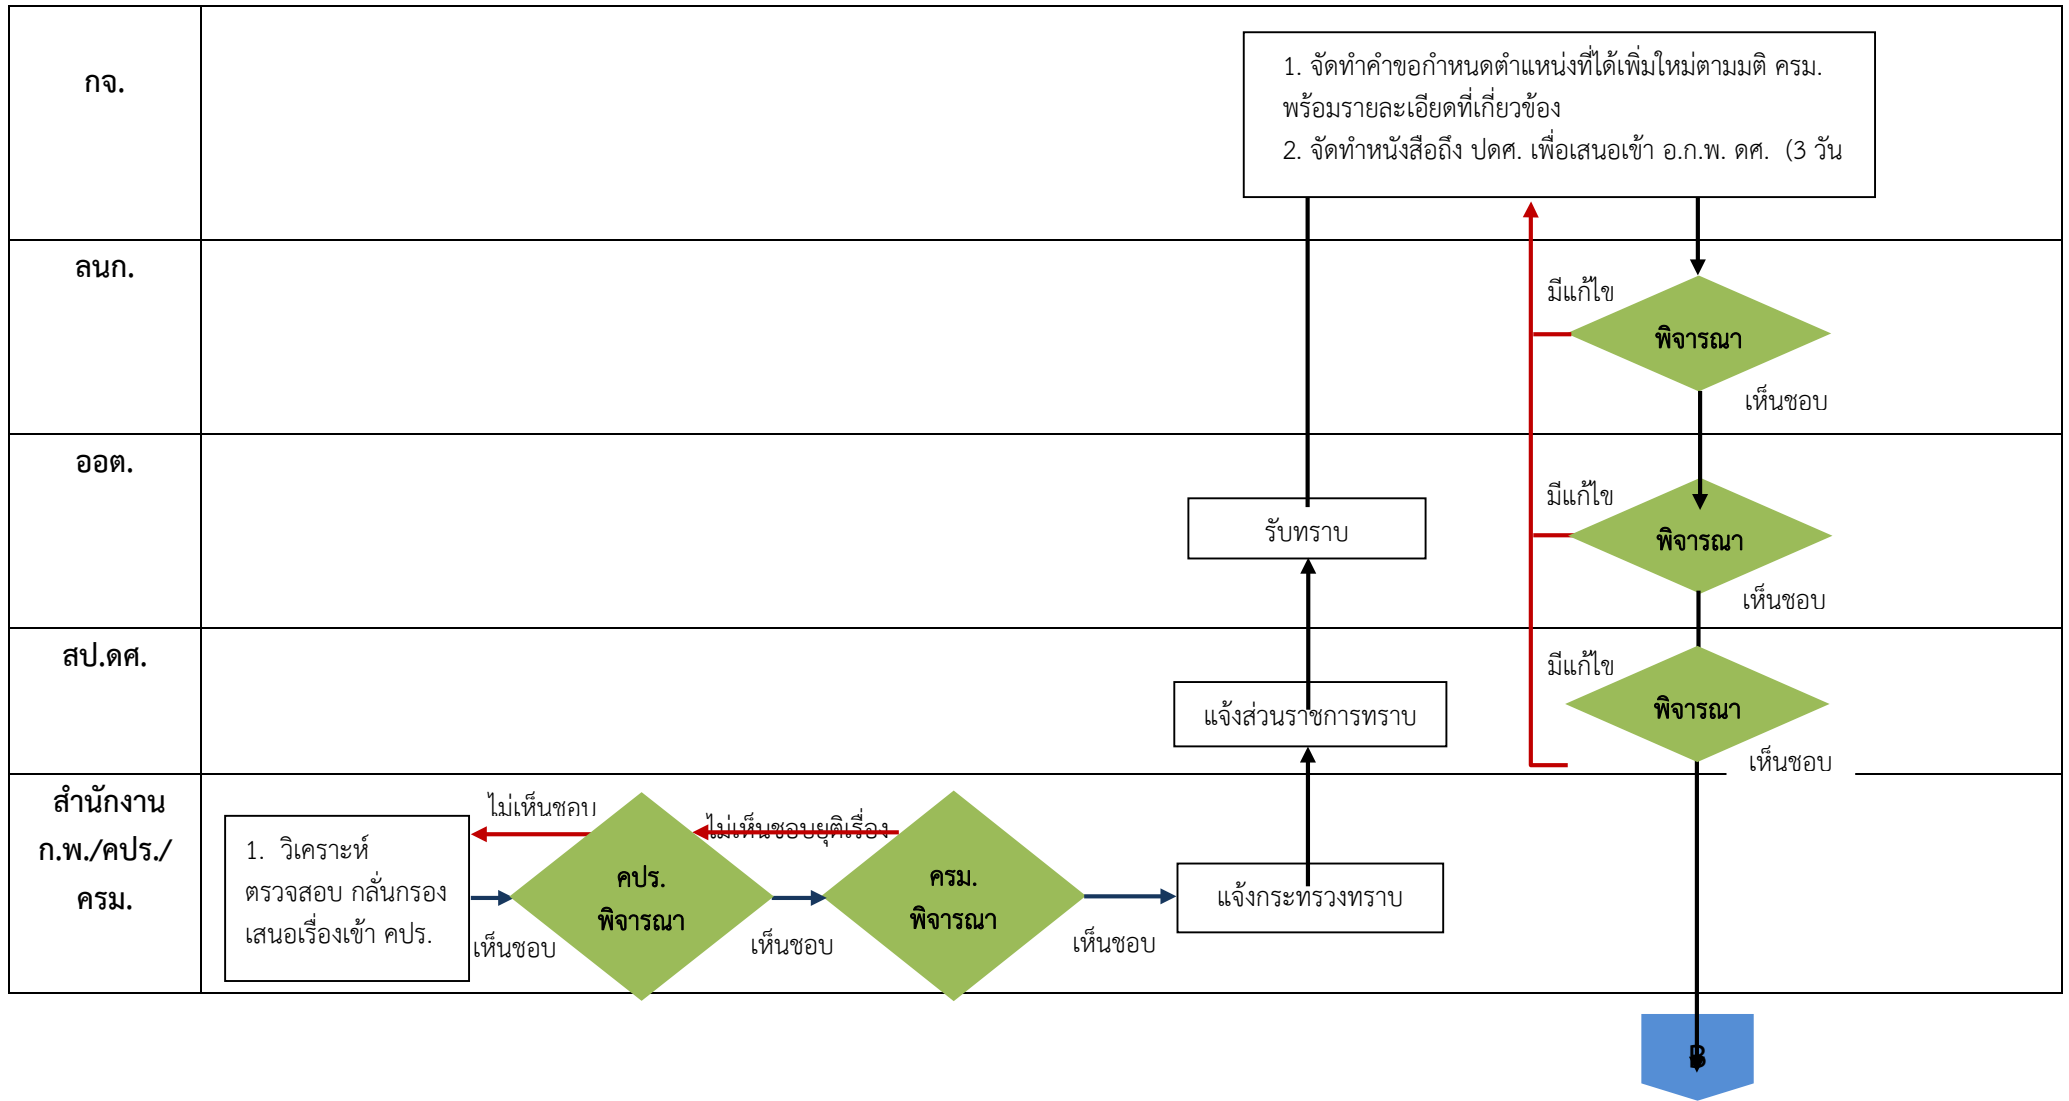 กจ.
1. จัดทำคำขอกำหนดตำแหน่งที่ได้เพิ่มใหม่ตามมติ ครม.
พร้อมรายละเอียดที่เกี่ยวข้อง
2. จัดทำหนังสือถึง ปดศ. เพื่อเสนอเข้า อ.ก.พ. ดศ. (3 วัน
ลนก.
มีแก้ไข
พิจารณา
เห็นชอบ
ออต.
มีแก้ไข
รับทราบ
พิจารณา
เห็นชอบ
สป.ดศ.
มีแก้ไข
แจ้งส่วนราชการทราบ
พิจารณา
เห็นชอบ
สำนักงาน
ก.พ./คปร./
ครม.
1. วิเคราะห์
ตรวจสอบ กลั่นกรอง
เสนอเรื่องเข้า คปร.
ไม่เห็นชอบ
เห็นชอบ
คปร.
พิจารณา
ไม่เห็นชอบยุติเรื่อง
เห็นชอบ
ครม.
พิจารณา
เห็นชอบ
แจ้งกระทรวงทราบ
B